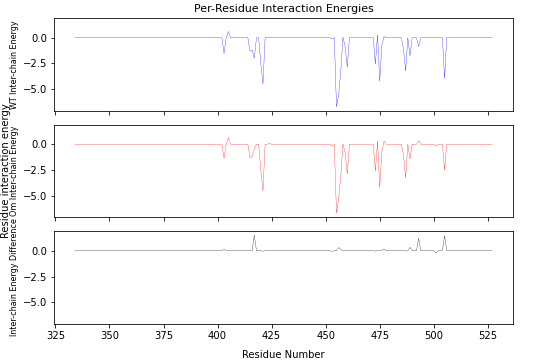 Per-Residue Interaction Energies
WT Inter-chain Energy
0.0
−2.5
−5.0
Residue interaction energy
Om Inter-chain Energy
0.0
−2.5
−5.0
Inter-chain Energy Difference
0.0
−2.5
−5.0
325 350 375 400 425 450 475 500 525
Residue Number